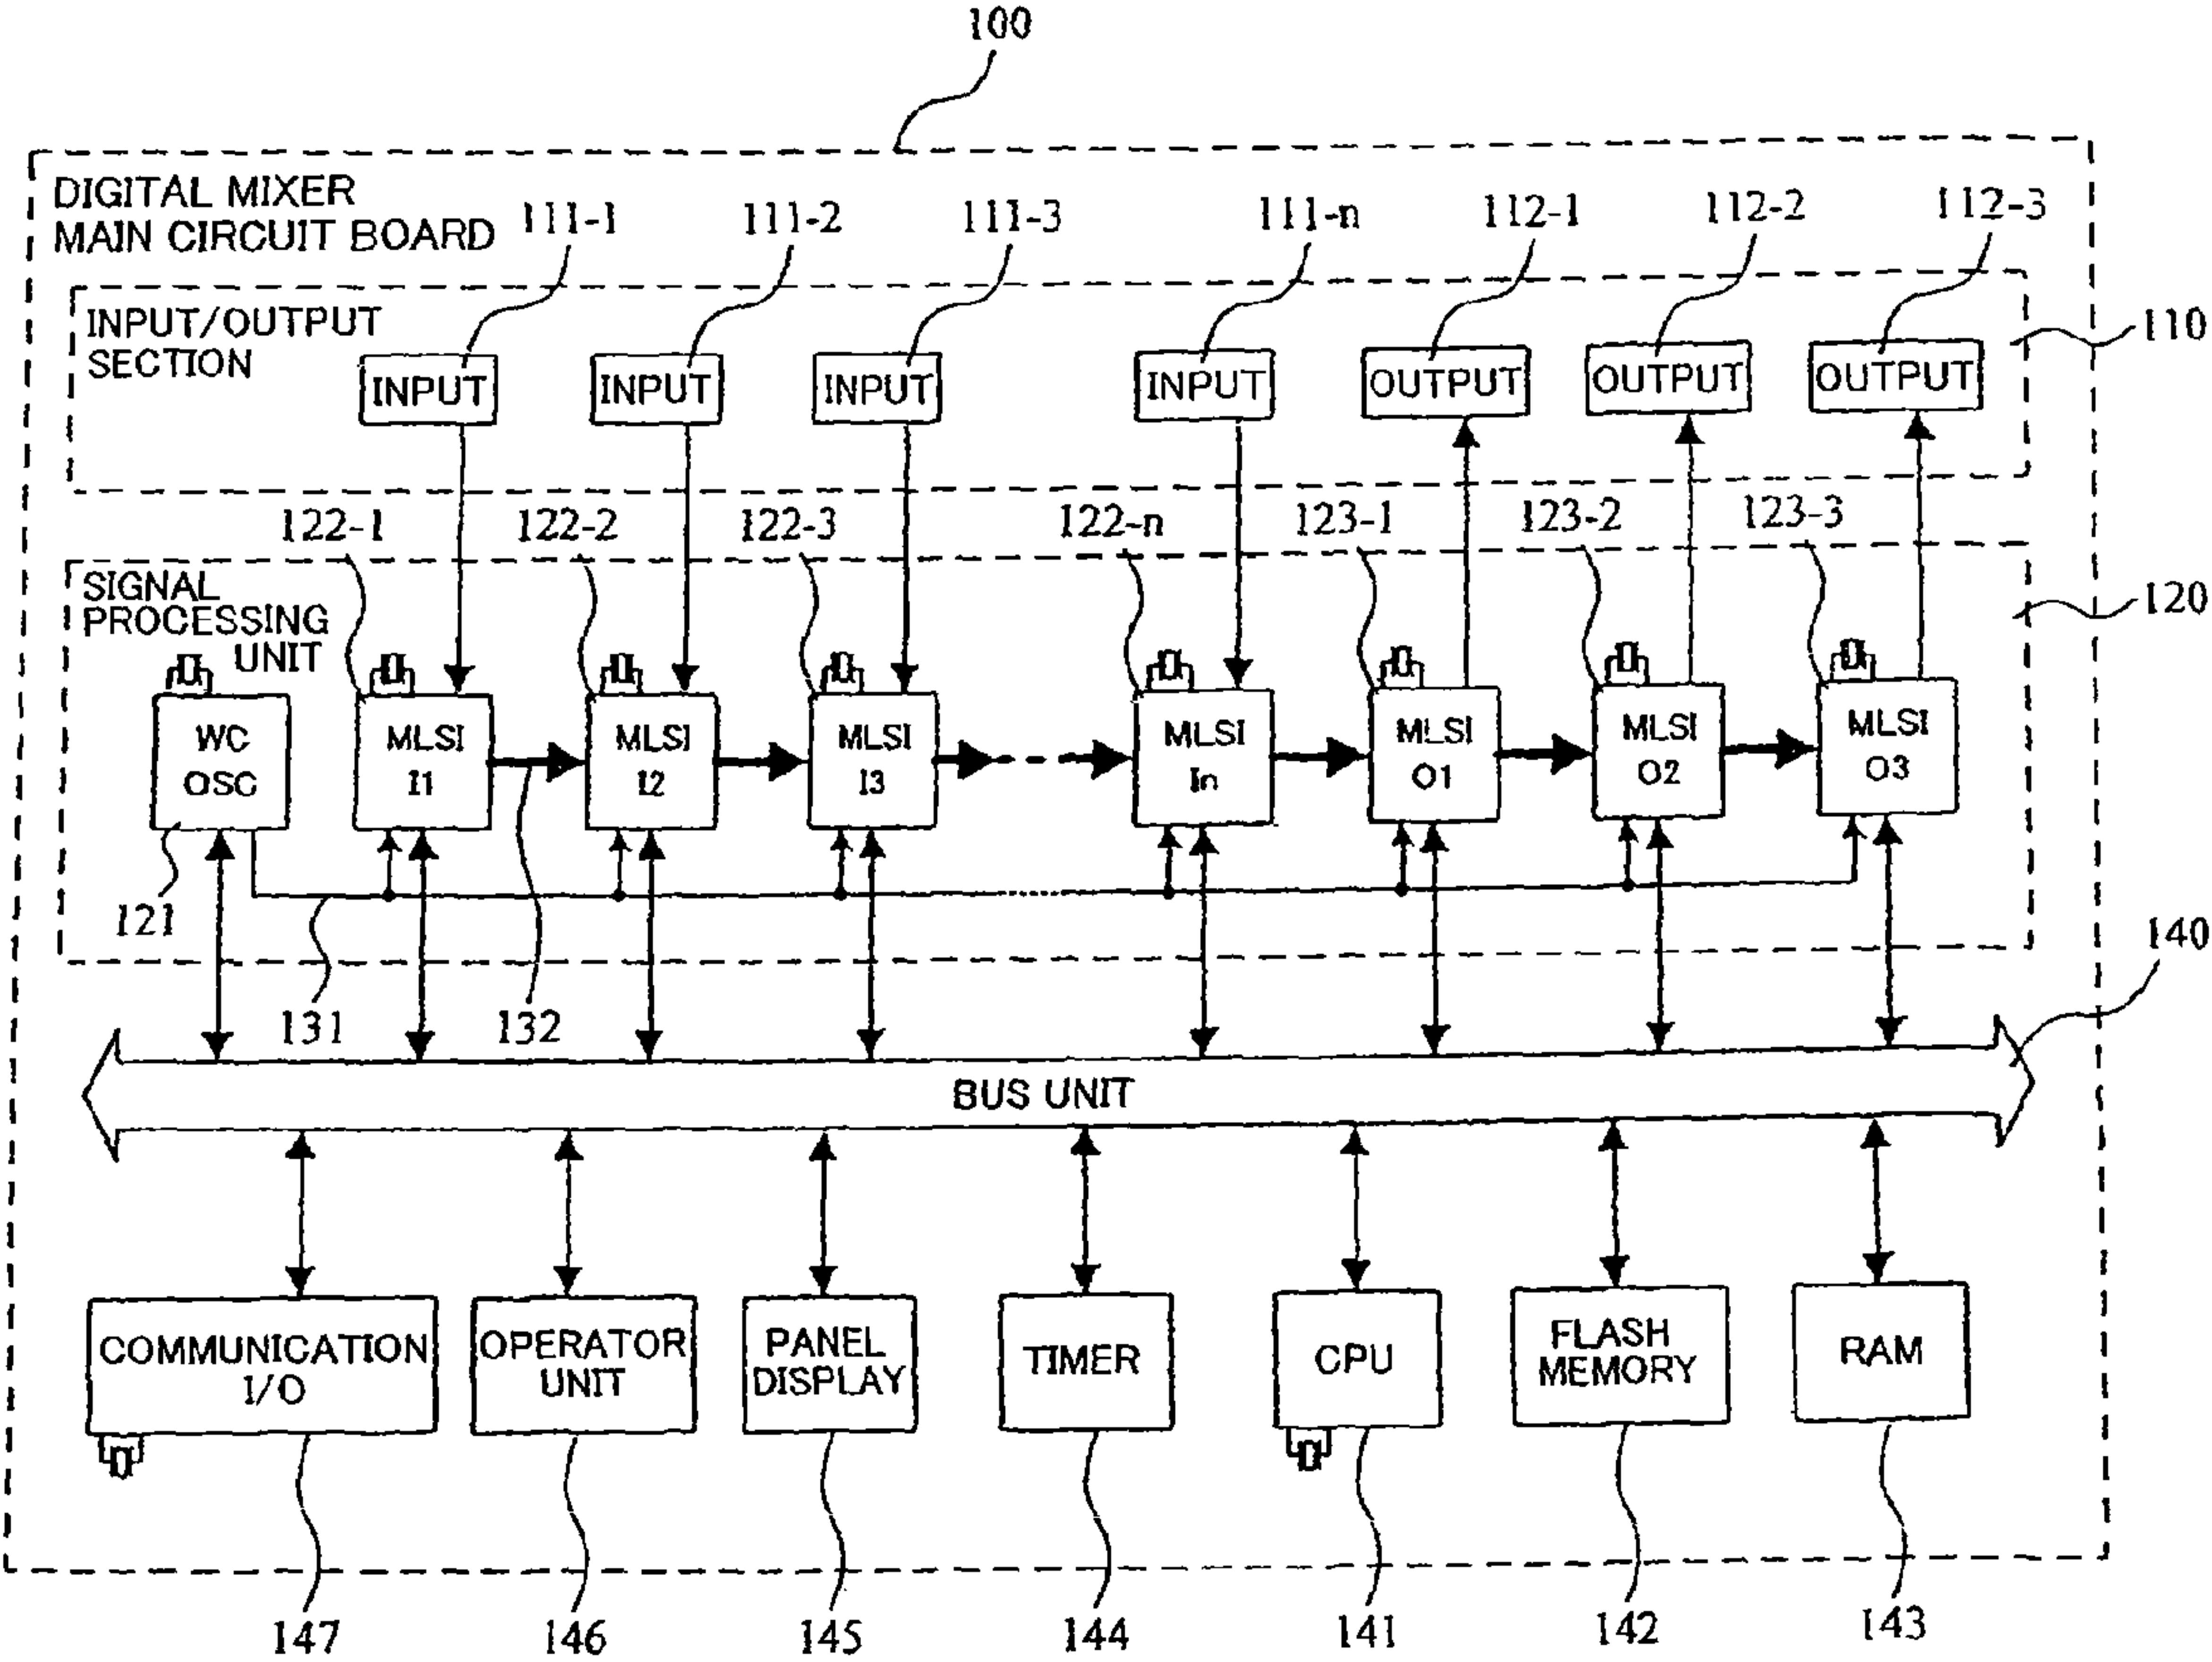 100
DIGITAL MIXER
MAIN CIRCUIT BOARD
111-1
111-2
111-3
111-n
112-1
112-2
112-3
INPUT/OUTPUT
SECTION
110
INPUT
INPUT
INPUT
INPUT
OUTPUT
OUTPUT
OUTPUT
122-1
122-2
122-3
122-n
123-1
123-2
123-3
SIGNAL
PROCESSING
UNIT
120
WC
OSC
MLSI
I1
MLSI
I2
MLSI
I3
MLSI
In
MLSI
O1
MLSI
O2
MLSI
O3
121
131
132
140
BUS UNIT
COMMUNICATION
I/O
OPERATOR
UNIT
PANEL
DISPLAY
TIMER
CPU
FLASH
MEMORY
RAM
147
146
145
144
141
142
143